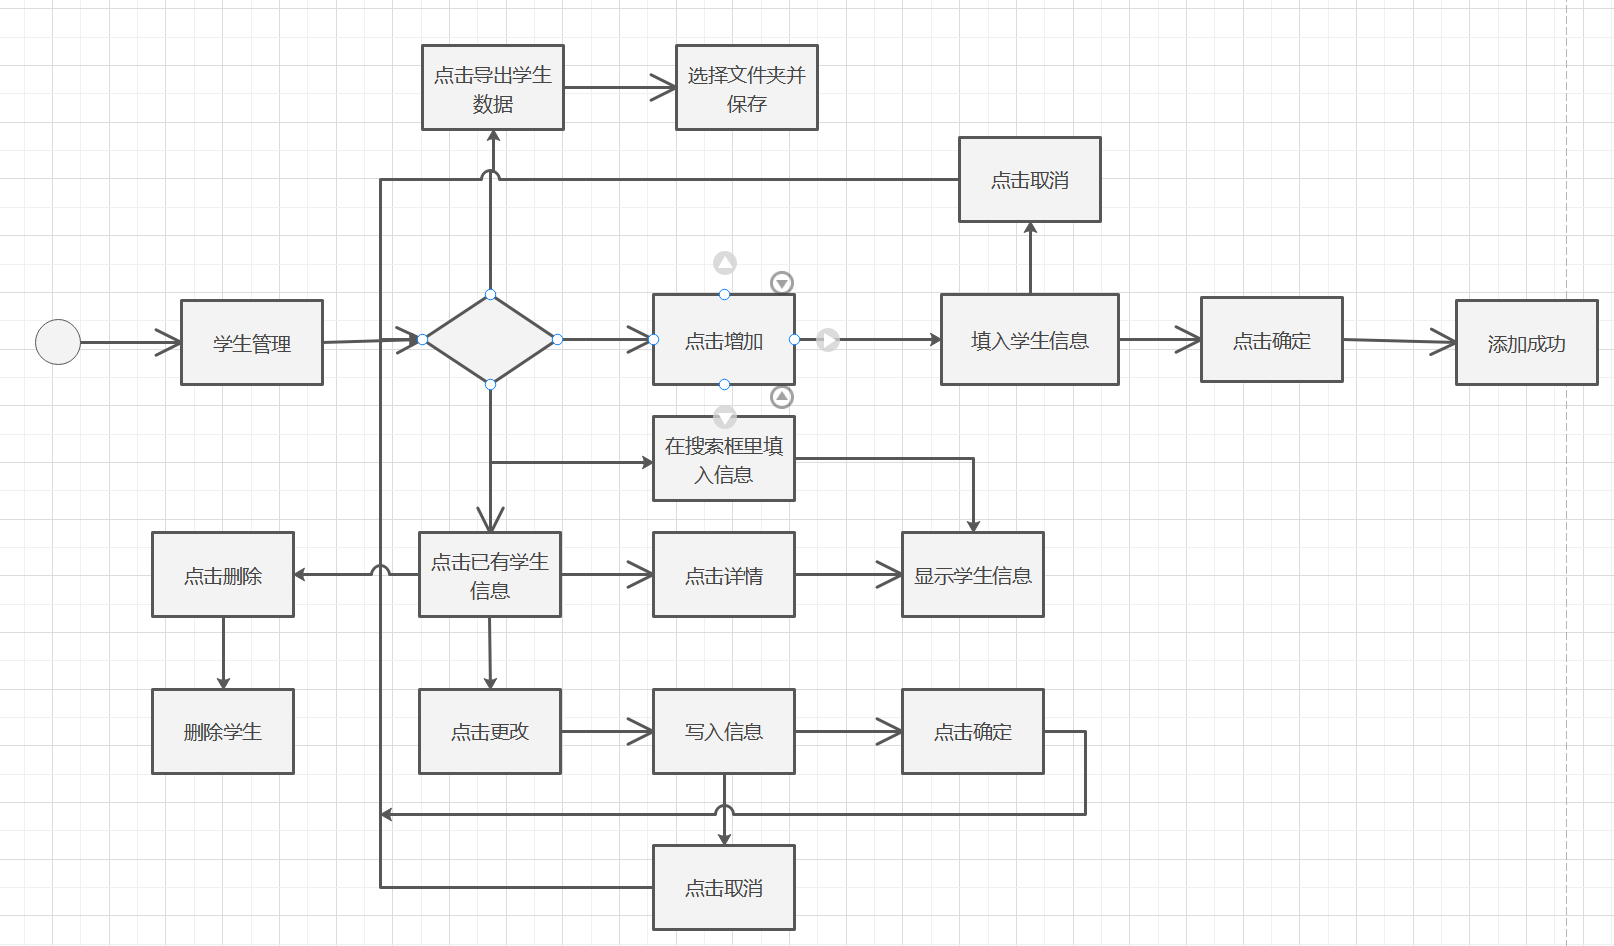 点击导出学生
数据
选择文件夹并
保存
点击取消
学生管理
点击增加
填入学生信息
点击确定
添加成功
在搜索框里填
入信息
点击删除
点击已有学生
信息
点击详情
显示学生信息
删除学生
点击更改
写入信息
点击确定
点击取消